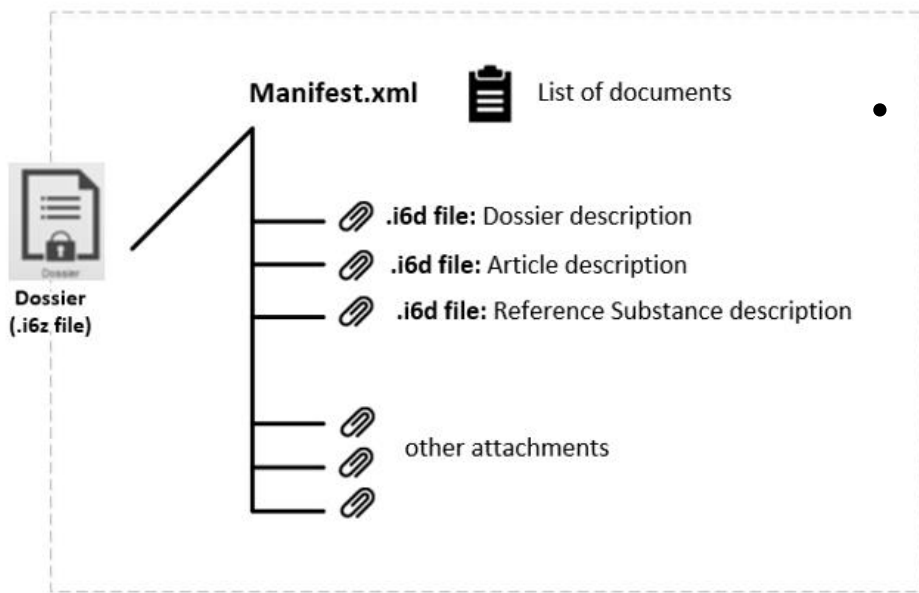 Manifest.xml
List of documents
.i6d file: Dossier description
.i6d file: Article description
.i6d file: Reference Substance description
Dossier
Dossier
(.i6z file)
other attachments